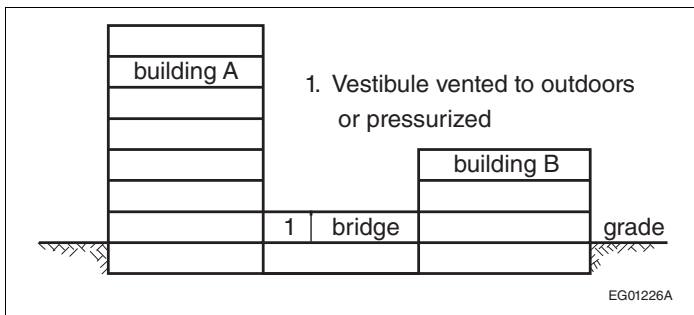 building A
1. Vestibule vented to outdoors
or pressurized
building B
1 bridge grade
EG01226A